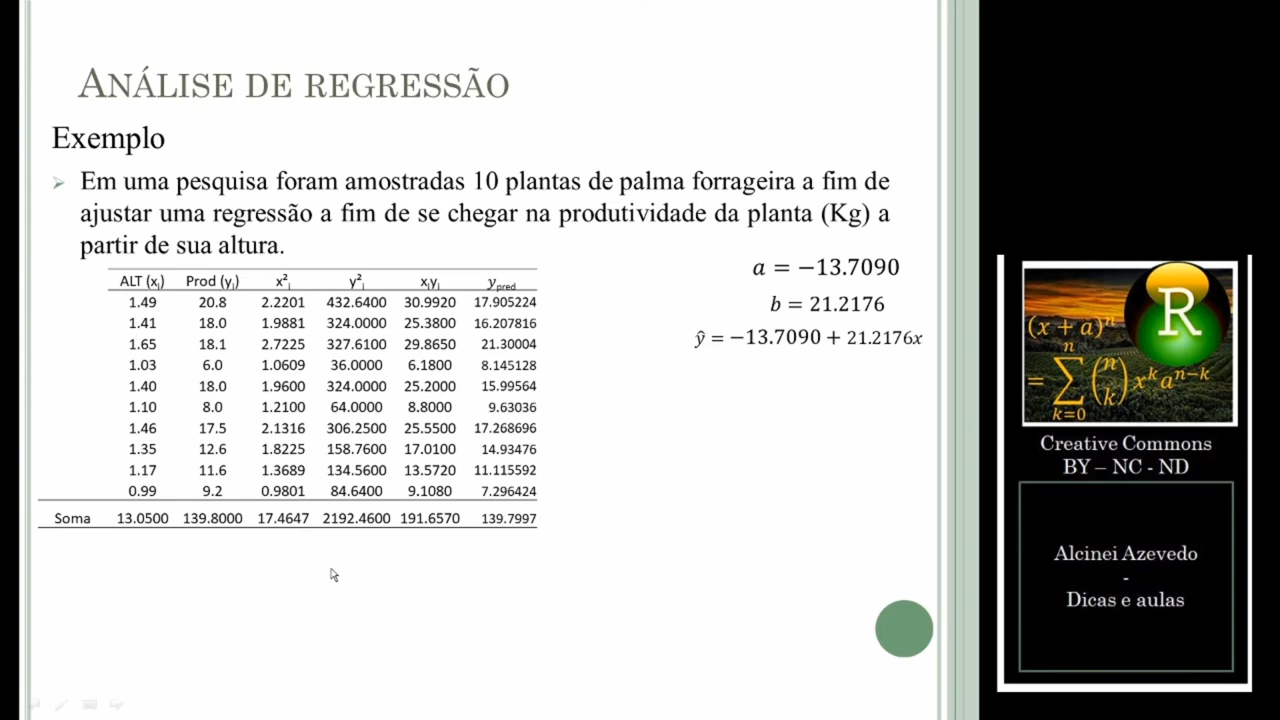 ANÁLISE DE REGRESSÃO
Exemplo
Em uma pesquisa foram amostradas 10 plantas de palma forrageira a fim de
ajustar uma regressão a fim de se chegar na produtividade da planta (Kg) a
partir de sua altura.
ALT (xᵢ) Prod (yᵢ) x²ᵢ y²ᵢ xᵢyᵢ y_pred
1.49 20.8 2.2201 432.6400 30.9920 17.905224
1.41 18.0 1.9881 324.0000 25.3800 16.207816
1.65 18.1 2.7225 327.6100 29.8650 21.30004
1.03 6.0 1.0609 36.0000 6.1800 8.145128
1.40 18.0 1.9600 324.0000 25.2000 15.99564
1.10 8.0 1.2100 64.0000 8.8000 9.63036
1.46 17.5 2.1316 306.2500 25.5500 17.268696
1.35 12.6 1.8225 158.7600 17.0100 14.93476
1.17 11.6 1.3689 134.5600 13.5720 11.115592
0.99 9.2 0.9801 84.6400 9.1080 7.296424
Soma 13.0500 139.8000 17.4647 2192.4600 191.6570 139.7997
a = −13.7090
b = 21.2176
ŷ = −13.7090 + 21.2176x
R
(x + a)ⁿ
= ∑ₖ₌₀ⁿ (n k) xᵏaⁿ⁻ᵏ
Creative Commons
BY – NC - ND
Alcinei Azevedo
-
Dicas e aulas